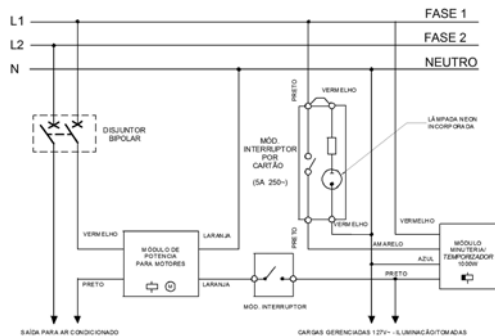 L1
FASE 1
L2
FASE 2
N
NEUTRO
DISJUNTOR
BIPOLAR
PRETO
VERMELHO
MÓD.
INTERRUPTOR
POR
CARTÃO
(5A 250~)
LÂMPADA NEON
INCORPORADA
VERMELHO
PRETO
VERMELHO
AMARELO
AZUL
PRETO
MÓDULO
MINUTERIA/
TEMPORIZADOR
1000W
VERMELHO
LARANJA
MÓDULO DE
POTENCIA
PARA MOTORES
M
PRETO
LARANJA
MÓD. INTERRUPTOR
SAÍDA PARA AR CONDICIONADO
CARGAS GERENCIADAS 127V~ - ILUMINAÇÃO/TOMADAS